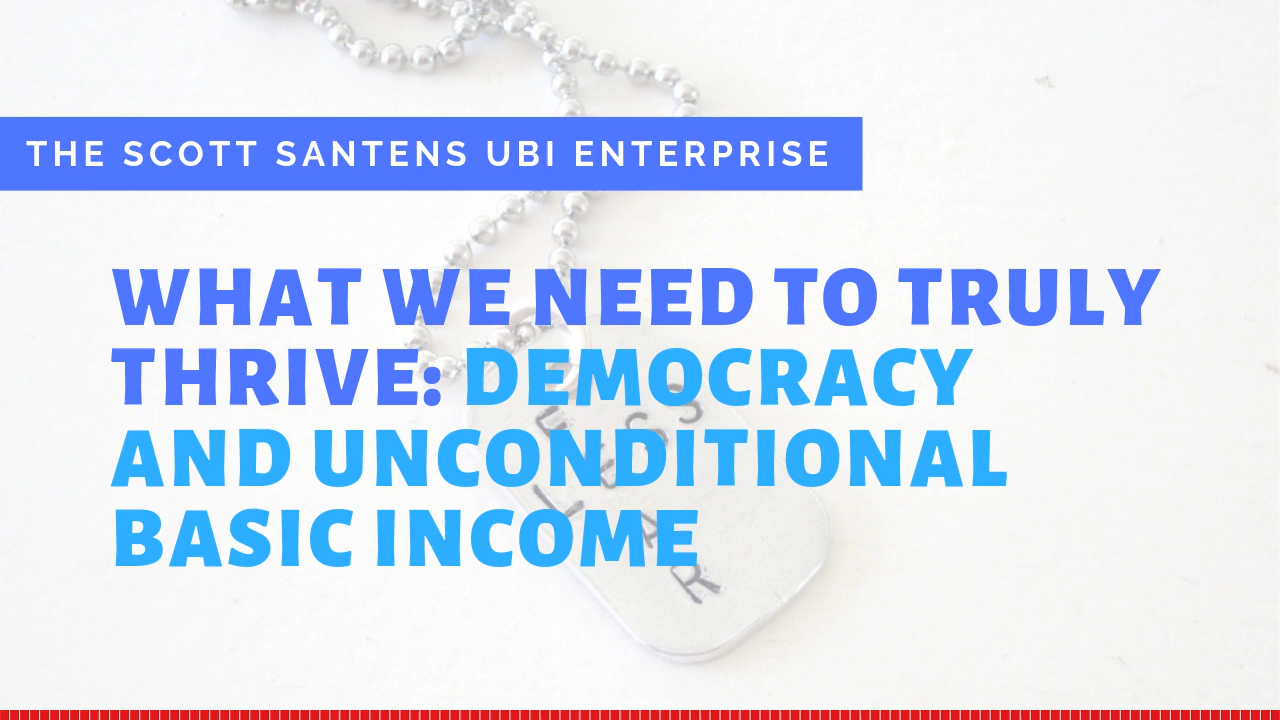 THE SCOTT SANTENS UBI ENTERPRISE
WHAT WE NEED TO TRULY
THRIVE: DEMOCRACY
AND UNCONDITIONAL
BASIC INCOME